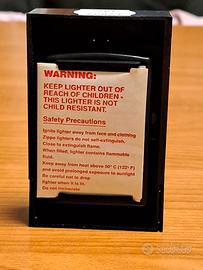 WARNING:
KEEP LIGHTER OUT OF
REACH OF CHILDREN -
THIS LIGHTER IS NOT
CHILD RESISTANT.
Safety Precautions
Ignite lighter away from face and clothing
Zippo lighters do not self-extinguish.
Close to extinguish flame.
When filled, lighter contains flammable
fluid.
Keep away from heat above 50° C (122° F)
and avoid prolonged exposure to sunlight
Be careful not to drop
lighter when it is lit.
Do not incinerate